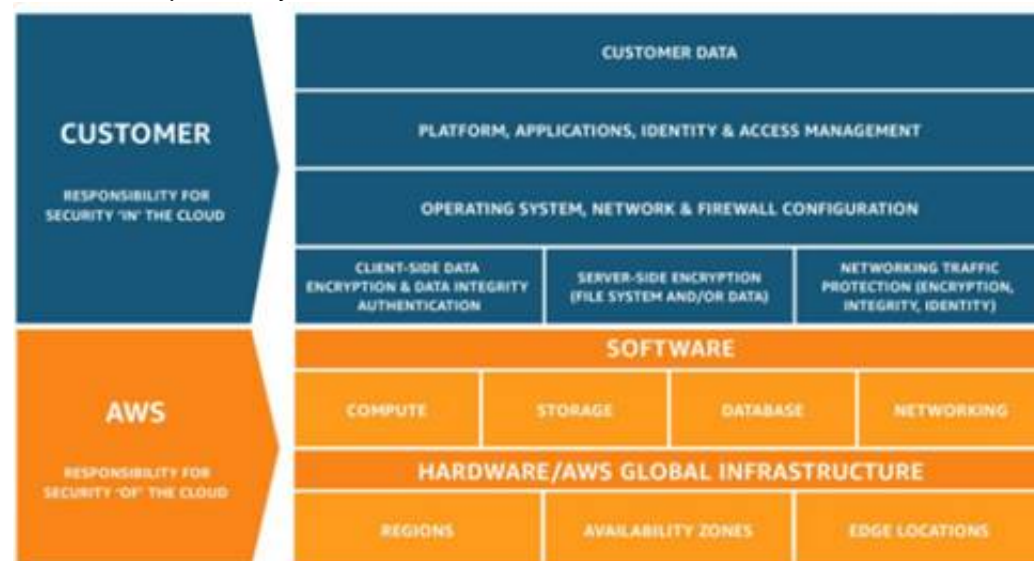 CUSTOMER
RESPONSIBILITY FOR
SECURITY 'IN' THE CLOUD
CUSTOMER DATA
PLATFORM, APPLICATIONS, IDENTITY & ACCESS MANAGEMENT
OPERATING SYSTEM, NETWORK & FIREWALL CONFIGURATION
CLIENT-SIDE DATA
ENCRYPTION & DATA INTEGRITY
AUTHENTICATION
SERVER-SIDE ENCRYPTION
(FILE SYSTEM AND/OR DATA)
NETWORKING TRAFFIC
PROTECTION (ENCRYPTION,
INTEGRITY, IDENTITY)
AWS
RESPONSIBILITY FOR
SECURITY 'OF' THE CLOUD
SOFTWARE
COMPUTE
STORAGE
DATABASE
NETWORKING
HARDWARE/AWS GLOBAL INFRASTRUCTURE
REGIONS
AVAILABILITY ZONES
EDGE LOCATIONS